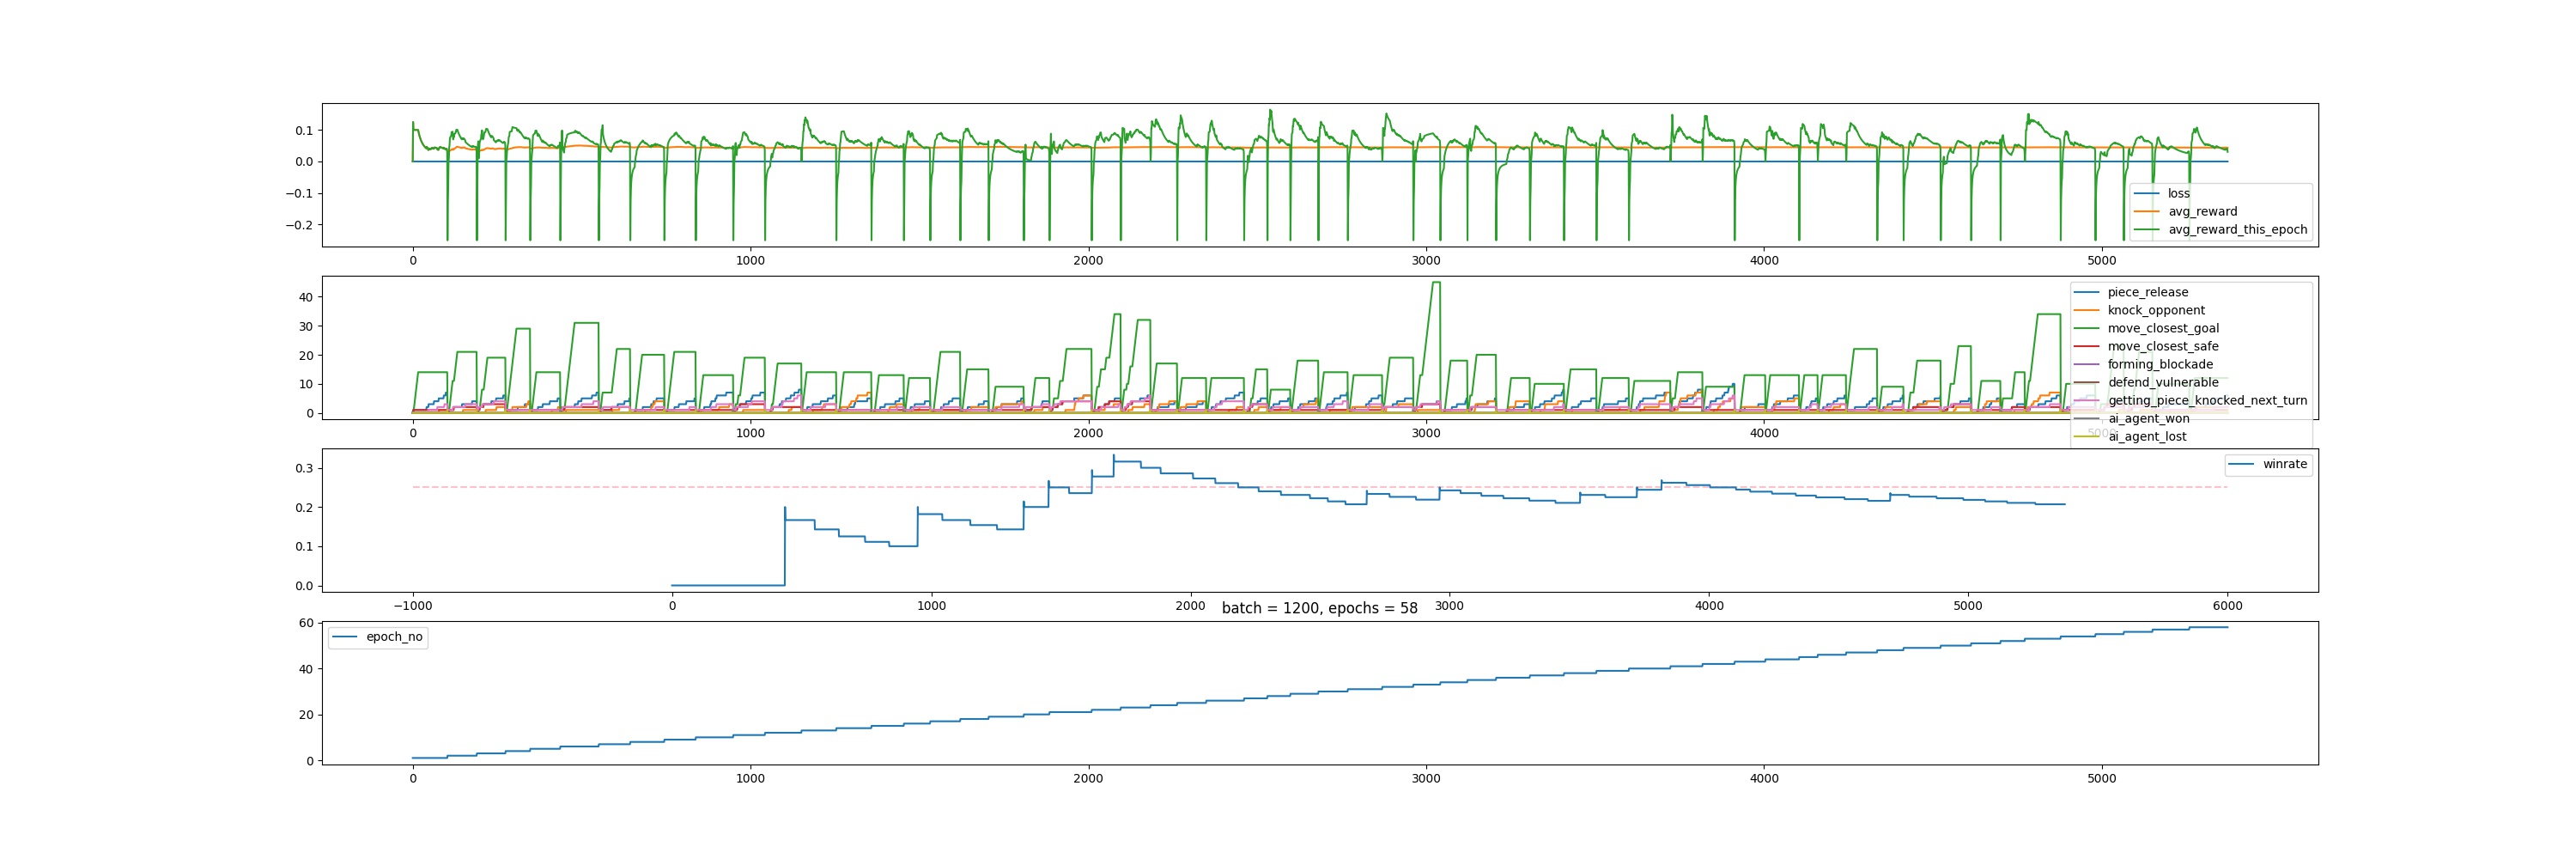 0.1
0.0
−0.1
−0.2
loss
avg_reward
avg_reward_this_epoch
0 1000 2000 3000 4000 5000
40
30
20
10
0
piece_release
knock_opponent
move_closest_goal
move_closest_safe
forming_blockade
defend_vulnerable
getting_piece_knocked_next_turn
ai_agent_won
ai_agent_lost
0 1000 2000 3000 4000 5000
0.3
0.2
0.1
0.0
winrate
−1000 0 1000 2000 3000 4000 5000 6000
batch = 1200, epochs = 58
60
40
20
0
epoch_no
0 1000 2000 3000 4000 5000